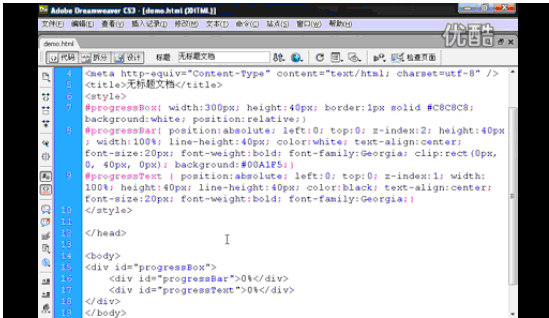 Adobe Dreamweaver CS3 - [demo.html (XHTML)]
文件(F) 编辑(E) 查看(V) 插入记录(I) 修改(M) 文本(T) 命令(C) 站点(S) 窗口(W) 帮助(H)
优酷
demo.html
代码 拆分 设计 标题 无标题文档 检查页面
4 <meta http-equiv="Content-Type" content="text/html; charset=utf-8" />
5 <title>无标题文档</title>
6 <style>
7 #progressBox{ width:300px; height:40px; border:1px solid #C8C8C8;
background:white; position:relative;}
8 #progressBar{ position:absolute; left:0; top:0; z-index:2; height:40px
; width:100%; line-height:40px; color:white; text-align:center;
font-size:20px; font-weight:bold; font-family:Georgia; clip:rect(0px,
0, 40px, 0px); background:#00A1F5;}
9 #progressText { position:absolute; left:0; top:0; z-index:1; width:
100%; height:40px; line-height:40px; color:black; text-align:center;
font-size:20px; font-weight:bold; font-family:Georgia;}
10 </style>
11
12 </head>
13
14 <body>
15 <div id="progressBox">
16 <div id="progressBar">0%</div>
17 <div id="progressText">0%</div>
18 </div>
19 </body>